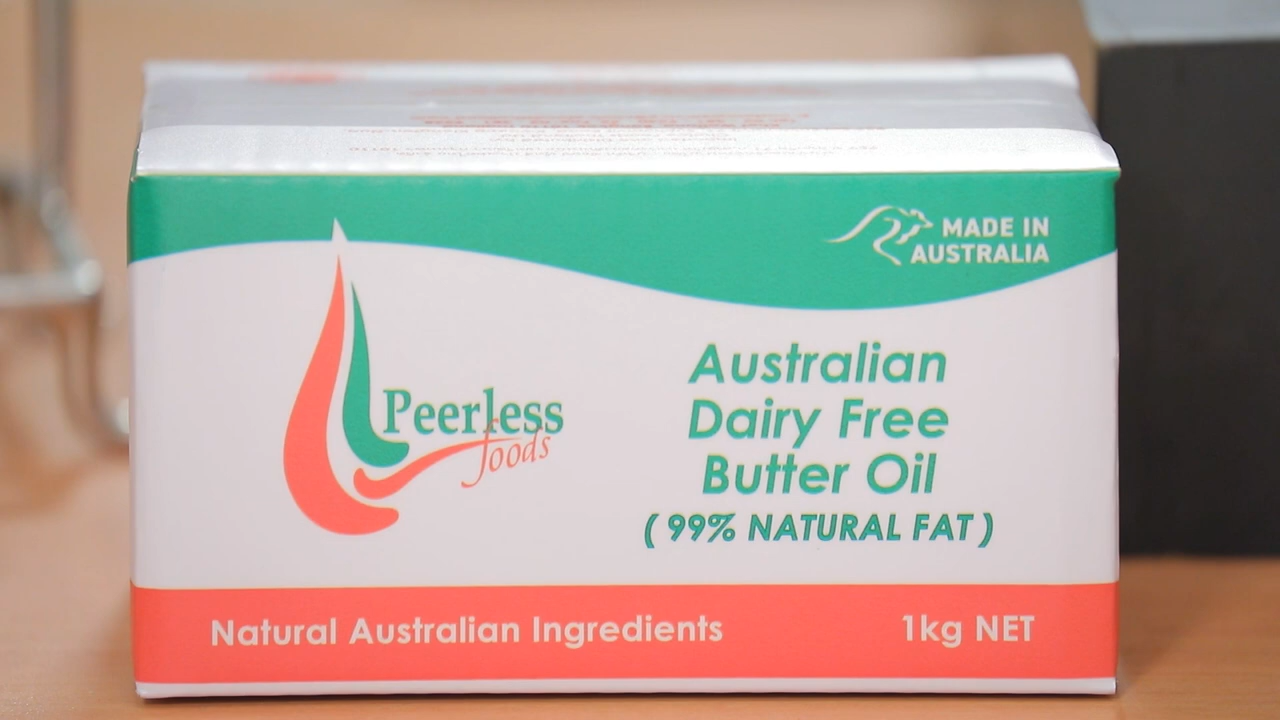 MADE IN
AUSTRALIA
Peerless
foods
Australian
Dairy Free
Butter Oil
( 99% NATURAL FAT )
Natural Australian Ingredients
1kg NET